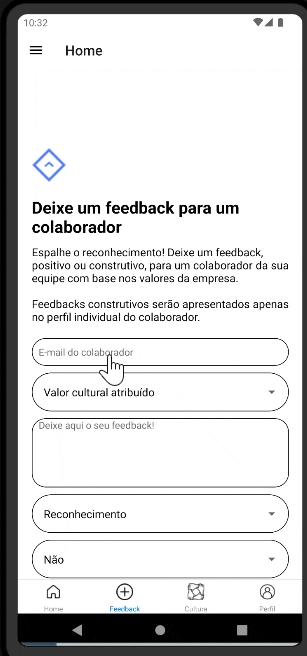 10:32
Home
Deixe um feedback para um
colaborador
Espalhe o reconhecimento! Deixe um feedback,
positivo ou construtivo, para um colaborador da sua
equipe com base nos valores da empresa.
Feedbacks construtivos serão apresentados apenas
no perfil individual do colaborador.
E-mail do colaborador
Valor cultural atribuído
Deixe aqui o seu feedback!
Reconhecimento
Não
Home Feedback Cultura Perfil